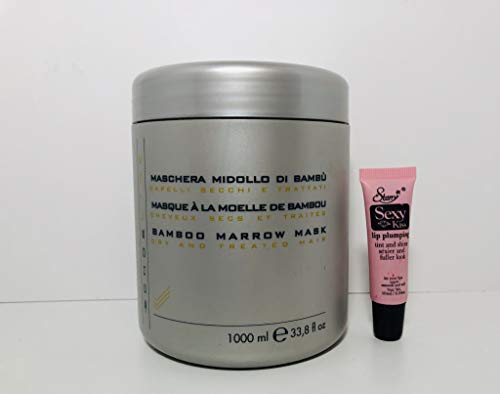 MASCHERA MIDOLLO DI BAMBÙ
CAPELLI SECCHI E TRATTATI
MASQUE À LA MOELLE DE BAMBOU
CHEVEUX SECS ET TRAITÉS
BAMBOO MARROW MASK
DRY AND TREATED HAIR
1000 ml e 33,8 fl oz
echos
Starry
Sexy
Kiss
lip plumping
tint and shine
sexier and
fuller look